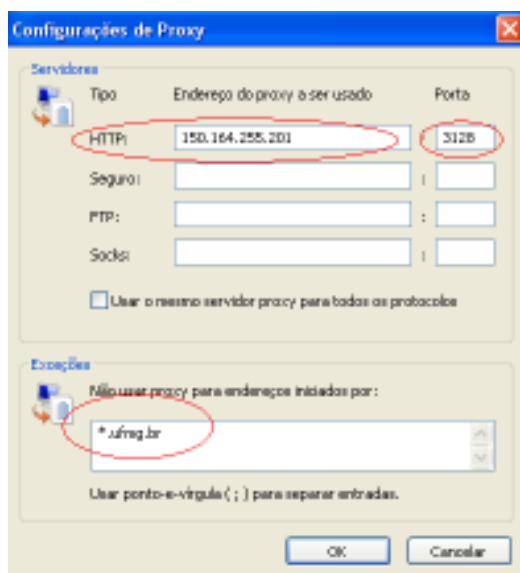 Configurações de Proxy
Servidores
Tipo Endereço do proxy a ser usado Porta
HTTP: 150.164.255.201 : 3128
Seguro: :
FTP: :
Socks: :
Usar o mesmo servidor proxy para todos os protocolos
Exceções
Não usar proxy para endereços iniciados por:
*.ufmg.br
Usar ponto-e-vírgula ( ; ) para separar entradas.
OK Cancelar